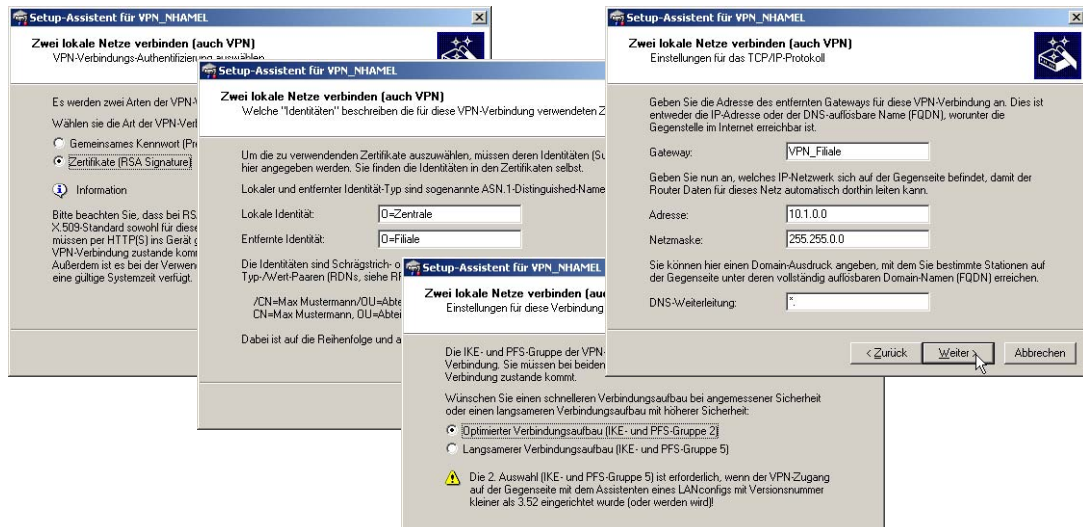 Setup-Assistent für VPN_NHAMEL
Zwei lokale Netze verbinden (auch VPN)
VPN-Verbindungs-Authentifizierung auswählen
Es werden zwei Arten der VPN-
Wählen sie die Art der VPN-Verb
Gemeinsames Kennwort (Pre
Zertifikate (RSA Signature)
Information
Bitte beachten Sie, dass bei RS
X.509-Standard sowohl für diese
müssen per HTTP(S) ins Gerät g
VPN-Verbindung zustande kom
Außerdem ist es bei der Verwen
eine gültige Systemzeit verfügt.
Setup-Assistent für VPN_NHAMEL
Zwei lokale Netze verbinden (auch VPN)
Welche "Identitäten" beschreiben die für diese VPN-Verbindung verwendeten Z
Um die zu verwendenden Zertifikate auszuwählen, müssen deren Identitäten (Su
hier angegeben werden. Sie finden die Identitäten in den Zertifikaten selbst.
Lokaler und entfernter Identität-Typ sind sogenannte ASN.1-Distinguished-Name
Lokale Identität: O=Zentrale
Entfernte Identität: O=Filiale
Die Identitäten sind Schrägstrich- o
Typ-/Wert-Paaren (RDNs, siehe RF
/CN=Max Mustermann/OU=Abte
CN=Max Mustermann, OU=Abtei
Dabei ist auf die Reihenfolge und a
Setup-Assistent für VPN_NHAMEL
Zwei lokale Netze verbinden (auc
Einstellungen für diese Verbindung
Die IKE- und PFS-Gruppe der VPN-
Verbindung. Sie müssen bei beiden
Verbindung zustande kommt.
Wünschen Sie einen schnelleren Verbindungsaufbau bei angemessener Sicherheit
oder einen langsameren Verbindungsaufbau mit höherer Sicherheit:
Optimierter Verbindungsaufbau (IKE- und PFS-Gruppe 2)
Langsamerer Verbindungsaufbau (IKE- und PFS-Gruppe 5)
Die 2. Auswahl (IKE- und PFS-Gruppe 5) ist erforderlich, wenn der VPN-Zugang
auf der Gegenseite mit dem Assistenten eines LANconfigs mit Versionsnummer
kleiner als 3.52 eingerichtet wurde (oder werden wird)!
Setup-Assistent für VPN_NHAMEL
Zwei lokale Netze verbinden (auch VPN)
Einstellungen für das TCP/IP-Protokoll
Geben Sie die Adresse des entfernten Gateways für diese VPN-Verbindung an. Dies ist
entweder die IP-Adresse oder der DNS-auflösbare Name (FQDN), worunter die
Gegenstelle im Internet erreichbar ist.
Gateway: VPN_Filiale
Geben Sie nun an, welches IP-Netzwerk sich auf der Gegenseite befindet, damit der
Router Daten für dieses Netz automatisch dorthin leiten kann.
Adresse: 10.1.0.0
Netzmaske: 255.255.0.0
Sie können hier einen Domain-Ausdruck angeben, mit dem Sie bestimmte Stationen auf
der Gegenseite unter deren vollständig auflösbaren Domain-Namen (FQDN) erreichen.
DNS-Weiterleitung: *.
< Zurück Weiter > Abbrechen